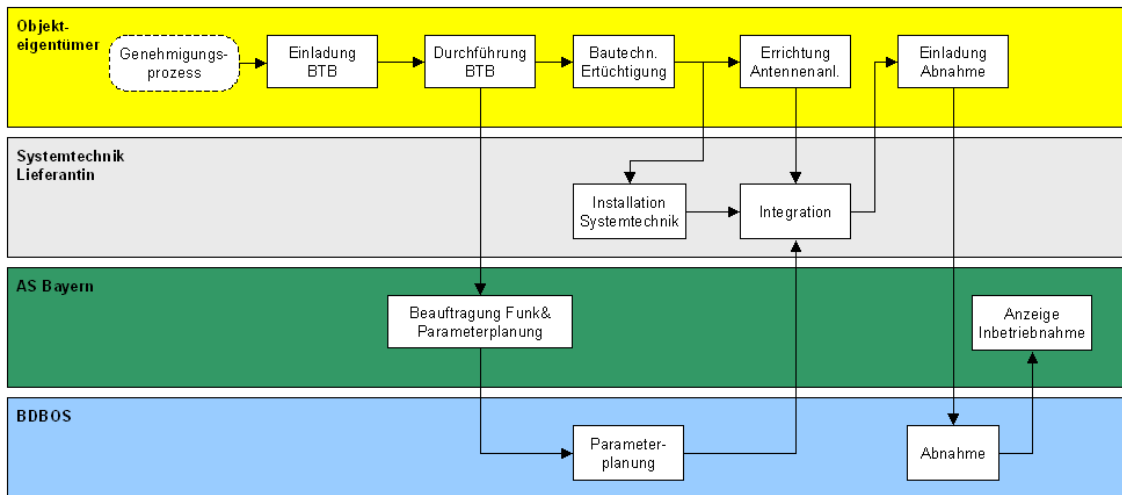 Objekt-
eigentümer
Genehmigungs-
prozess
Einladung
BTB
Durchführung
BTB
Bautechn.
Ertüchtigung
Errichtung
Antennenanl.
Einladung
Abnahme
Systemtechnik
Lieferantin
Installation
Systemtechnik
Integration
AS Bayern
Beauftragung Funk&
Parameterplanung
Anzeige
Inbetriebnahme
BDBOS
Parameter-
planung
Abnahme